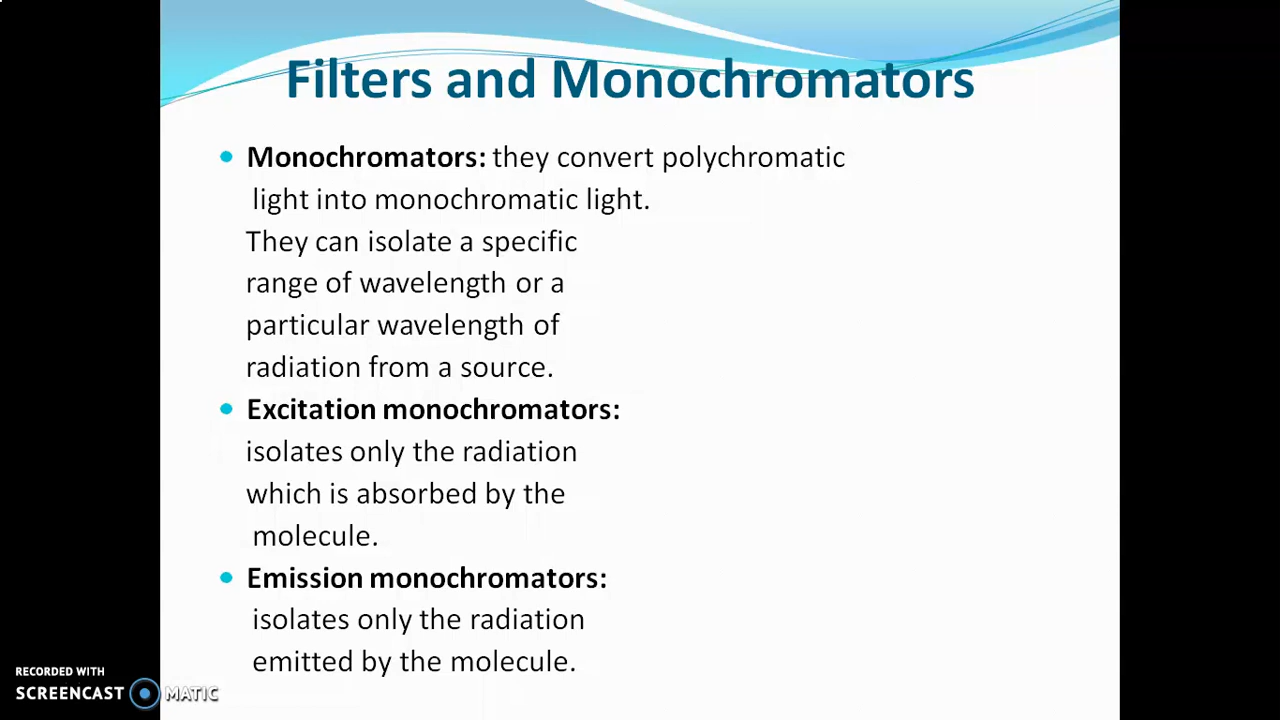 Filters and Monochromators
Monochromators: they convert polychromatic
light into monochromatic light.
They can isolate a specific
range of wavelength or a
particular wavelength of
radiation from a source.
Excitation monochromators:
isolates only the radiation
which is absorbed by the
molecule.
Emission monochromators:
isolates only the radiation
emitted by the molecule.
RECORDED WITH
SCREENCAST MATIC